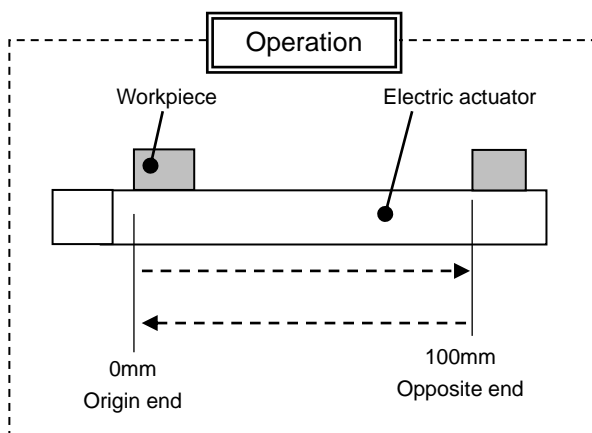 Operation
Workpiece
Electric actuator
0mm
Origin end
100mm
Opposite end